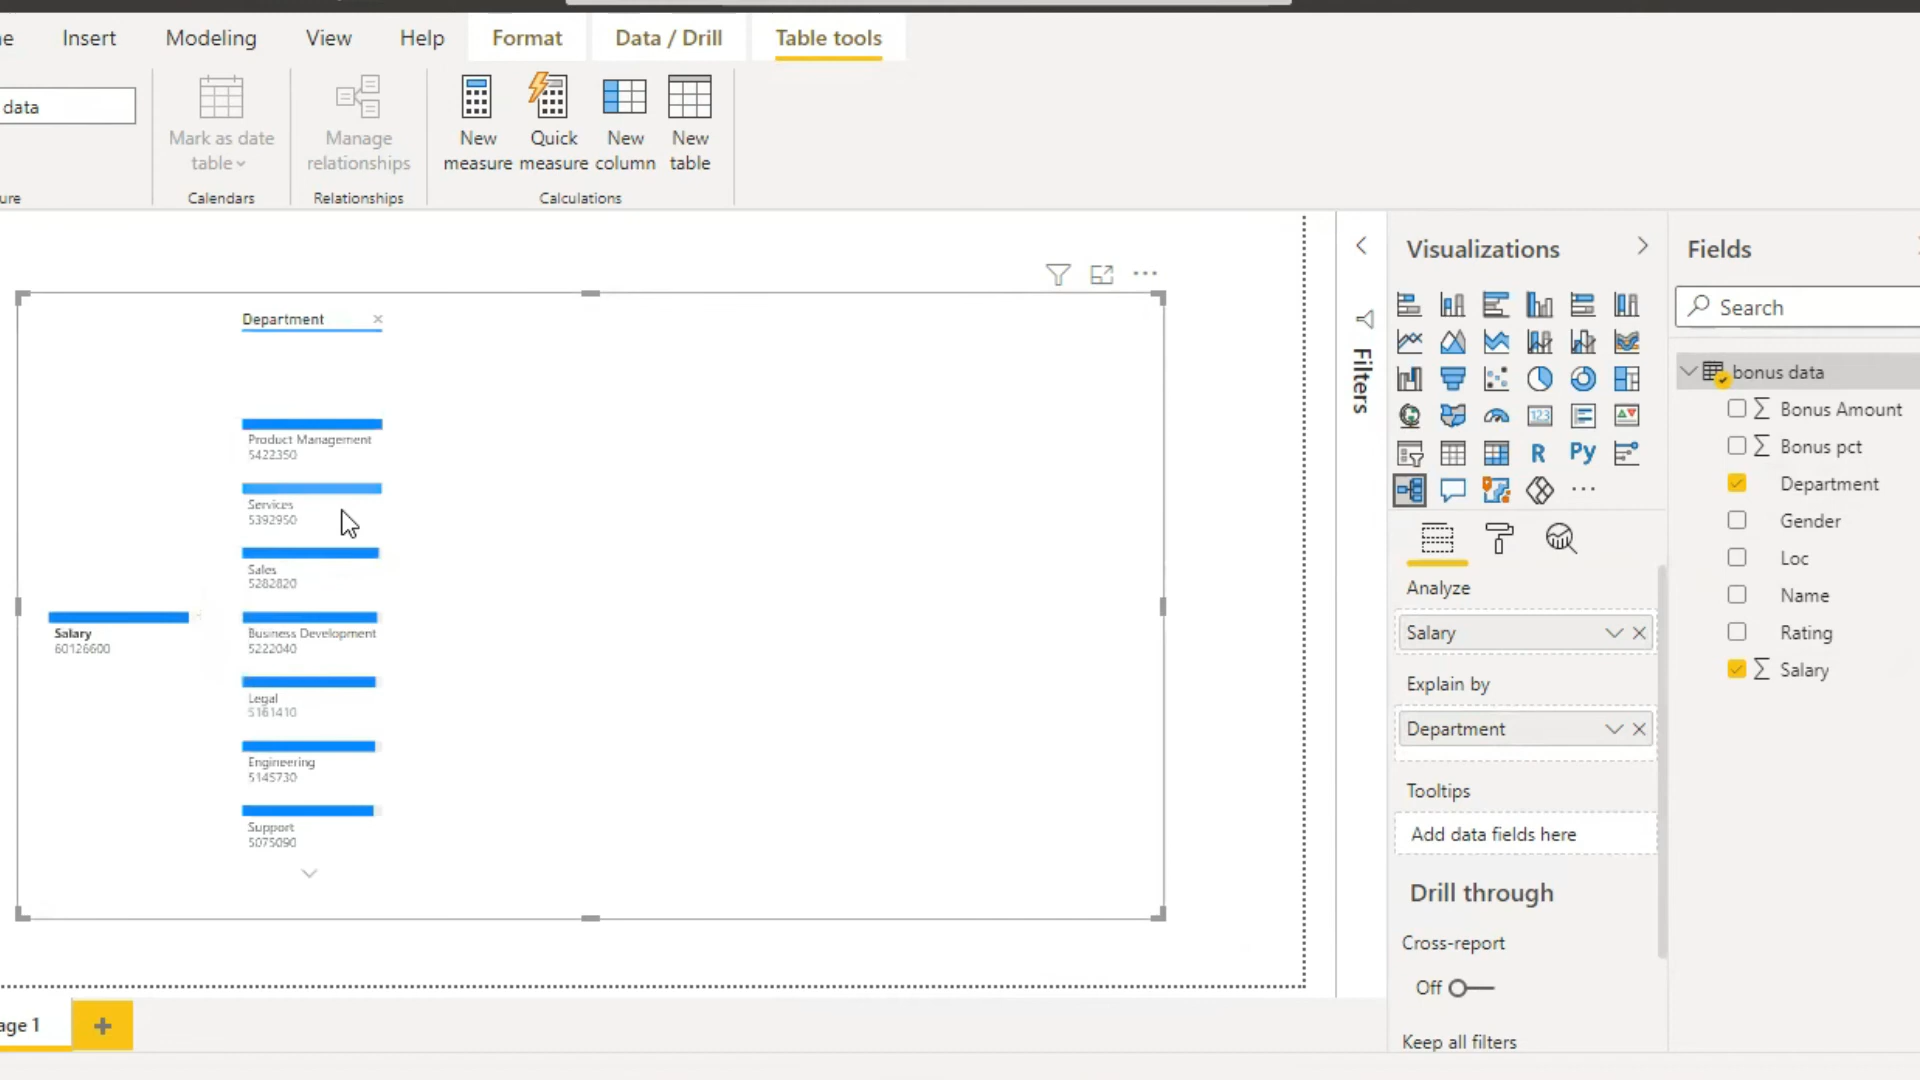 Insert
Modeling
View
Help
Format
Data / Drill
Table tools
data
Mark as date
table
Manage
relationships
New
measure
Quick
measure
New
column
New
table
Calendars
Relationships
Calculations
Department
Product Management
5422350
Services
5392950
Sales
5282820
Business Development
5222040
Salary
60126600
Legal
5161410
Engineering
5145730
Support
5075090
Filters
Visualizations
R
Py
123
Analyze
Salary
Explain by
Department
Tooltips
Add data fields here
Drill through
Cross-report
Off
Keep all filters
Fields
Search
bonus data
Bonus Amount
Bonus pct
Department
Gender
Loc
Name
Rating
Salary
age 1